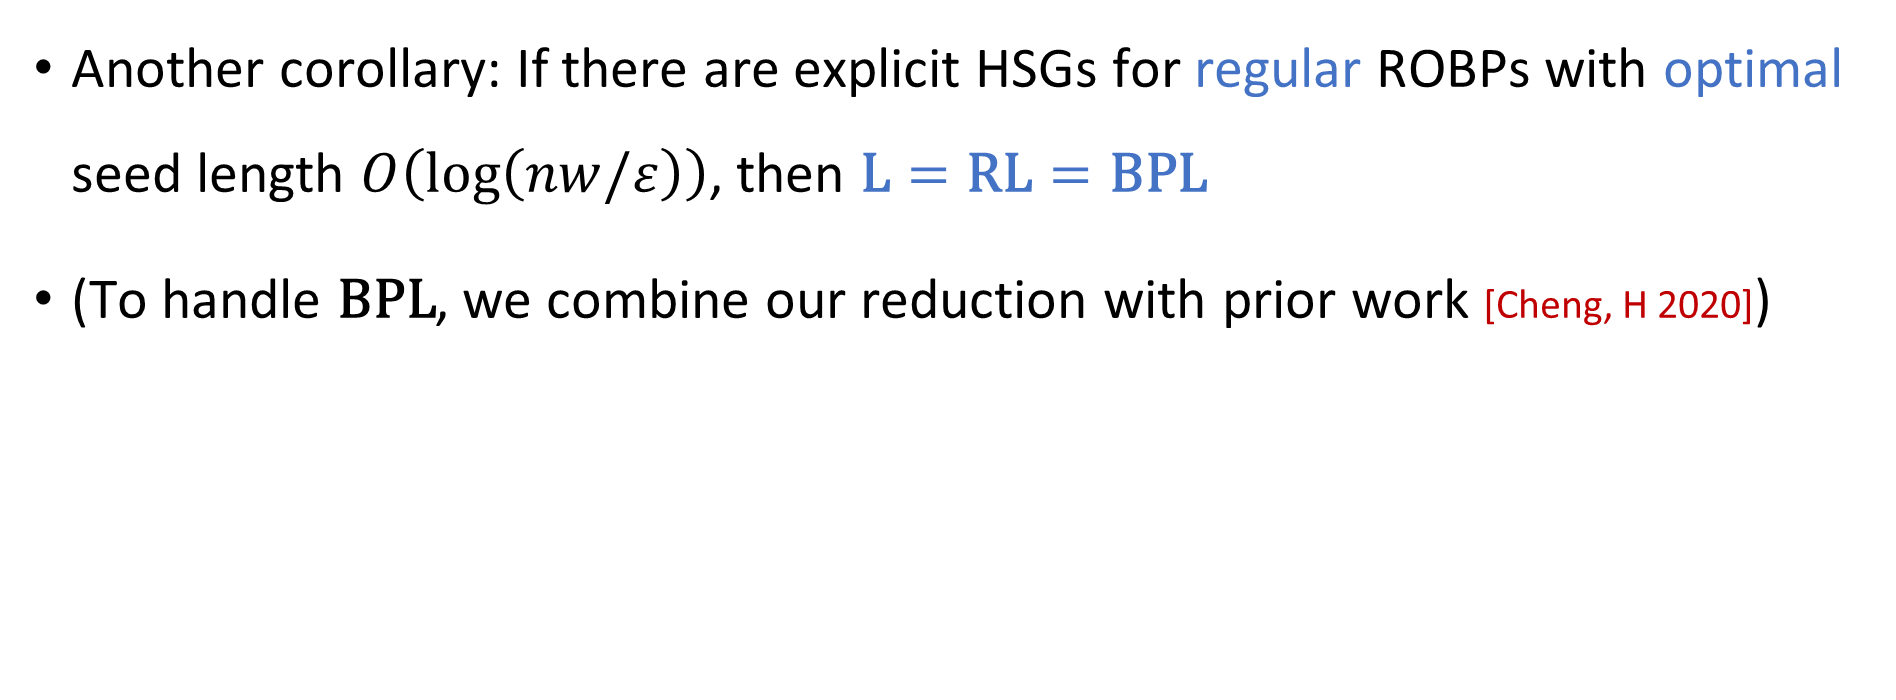 • Another corollary: If there are explicit HSGs for regular ROBPs with optimal
seed length 𝑂(log(𝑛𝑤/𝜀)), then L = RL = BPL
• (To handle BPL, we combine our reduction with prior work [Cheng, H 2020])